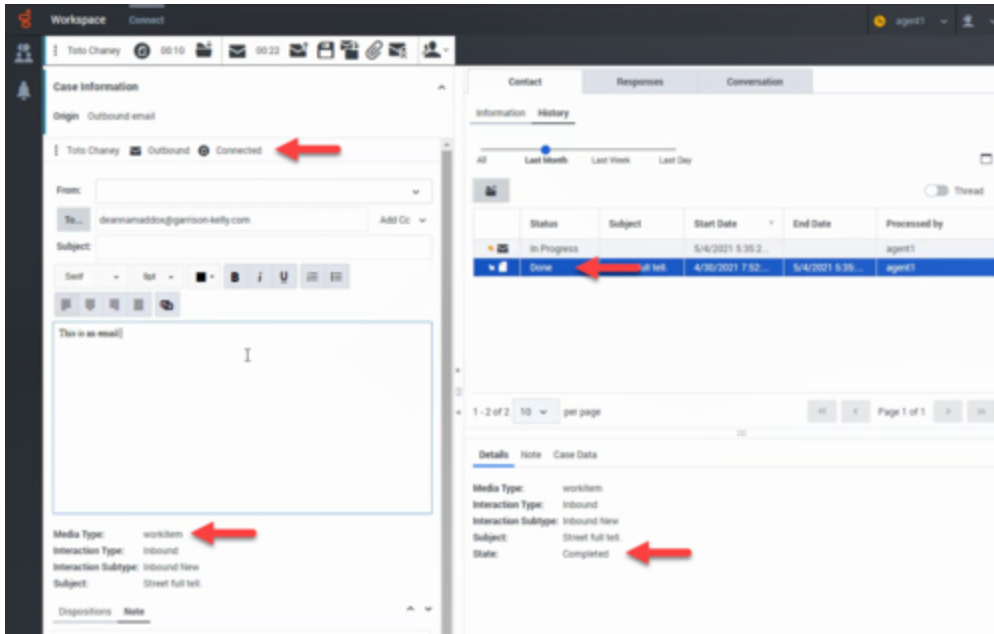 Workspace Connect agent1
Toto Chaney 00:10 00:22
Case Information
Origin Outbound email
Toto Chaney Outbound Connected
From:
To... deannamaddox@garrison-kelly.com Add Cc
Subject:
Serif 9pt B I U
This is an email
Media Type: workitem
Interaction Type: Inbound
Interaction Subtype: Inbound New
Subject: Street full tell.
Dispositions Note
Contact Responses Conversation
Information History
All Last Month Last Week Last Day
Thread
Status Subject Start Date End Date Processed by
In Progress 5/4/2021 5:35:2... agent1
Done full tell. 4/30/2021 7:52... 5/4/2021 5:35:... agent1
1 - 2 of 2 10 per page Page 1 of 1
Details Note Case Data
Media Type: workitem
Interaction Type: Inbound
Interaction Subtype: Inbound New
Subject: Street full tell.
State: Completed